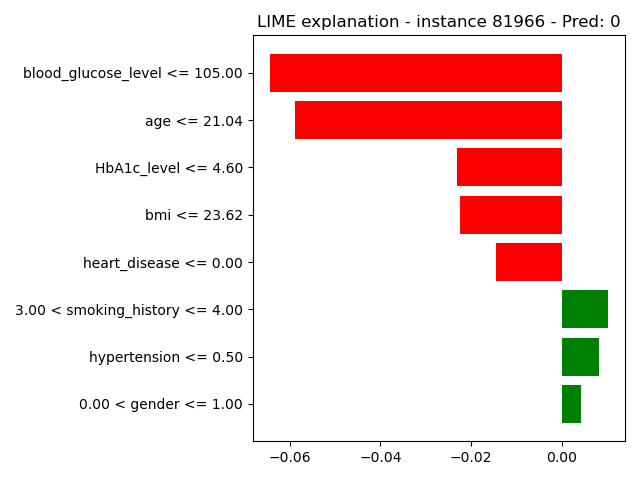 LIME explanation - instance 81966 - Pred: 0
blood_glucose_level <= 105.00
age <= 21.04
HbA1c_level <= 4.60
bmi <= 23.62
heart_disease <= 0.00
3.00 < smoking_history <= 4.00
hypertension <= 0.50
0.00 < gender <= 1.00
−0.06 −0.04 −0.02 0.00